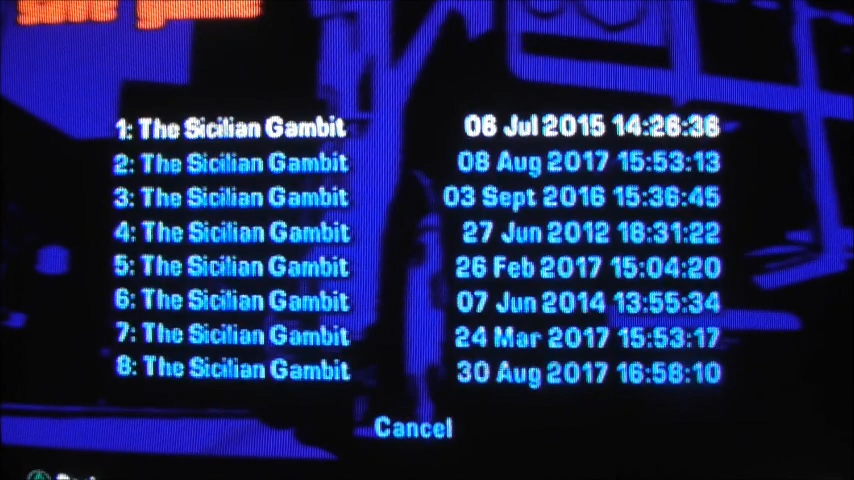 1: The Sicilian Gambit 06 Jul 2015 14:26:36
2: The Sicilian Gambit 08 Aug 2017 15:53:13
3: The Sicilian Gambit 03 Sept 2016 15:36:45
4: The Sicilian Gambit 27 Jun 2012 18:31:22
5: The Sicilian Gambit 26 Feb 2017 15:04:20
6: The Sicilian Gambit 07 Jun 2014 13:55:34
7: The Sicilian Gambit 24 Mar 2017 15:53:17
8: The Sicilian Gambit 30 Aug 2017 16:58:10
Cancel